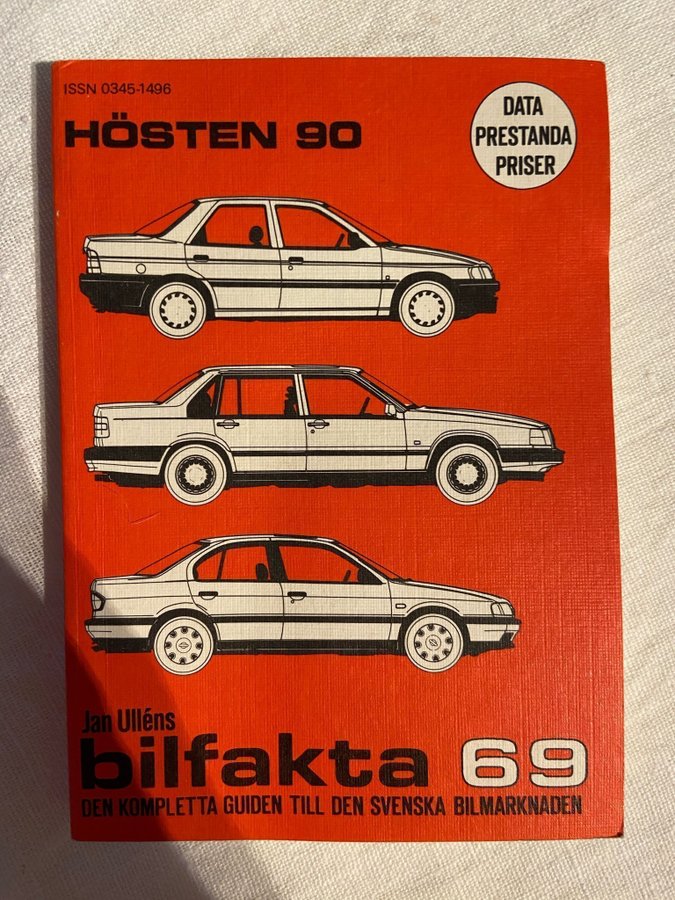 ISSN 0345-1496
HÖSTEN 90
DATA
PRESTANDA
PRISER
Jan Ulléns
bilfakta 69
DEN KOMPLETTA GUIDEN TILL DEN SVENSKA BILMARKNADEN